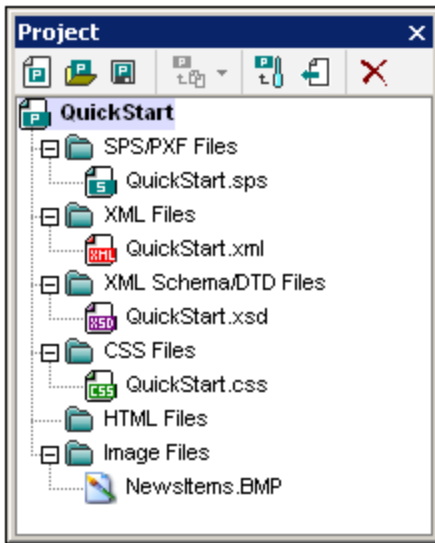 Project
QuickStart
SPS/PXF Files
QuickStart.sps
XML Files
QuickStart.xml
XML Schema/DTD Files
QuickStart.xsd
CSS Files
QuickStart.css
HTML Files
Image Files
NewsItems.BMP